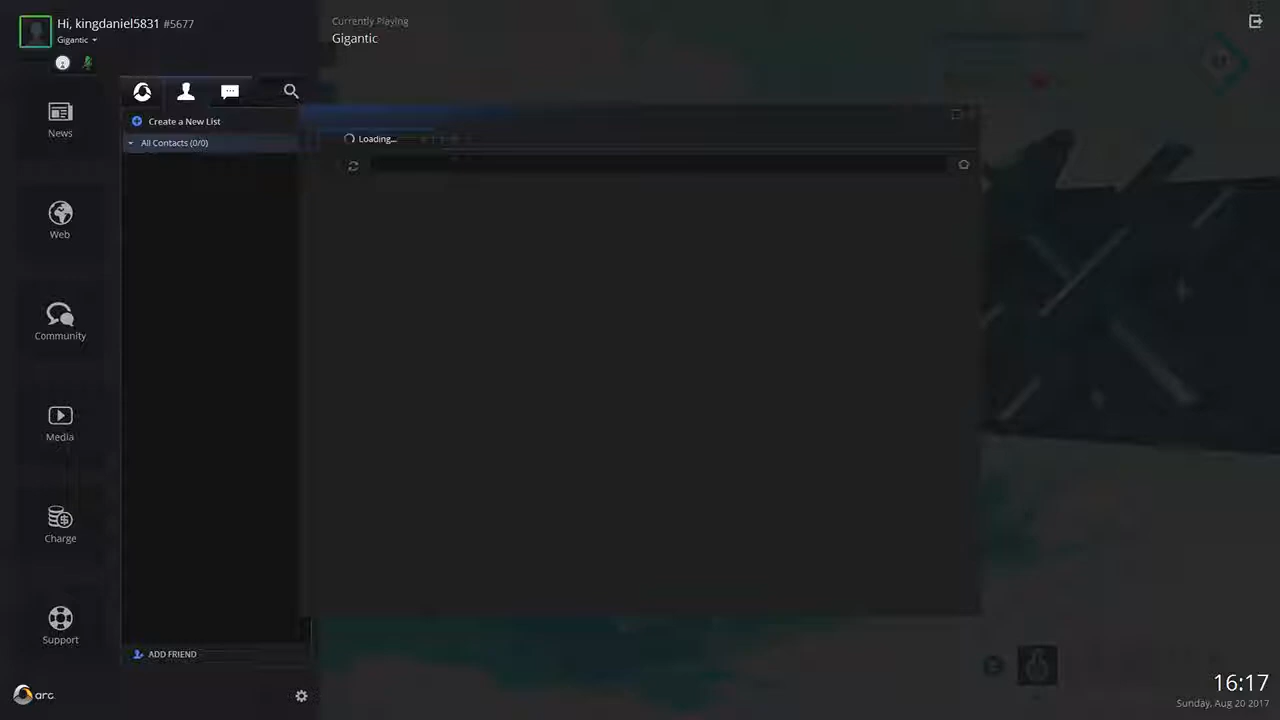 Hi, kingdaniel5831 #5677
Gigantic
Currently Playing
Gigantic
News
Web
Community
Media
Charge
Support
Create a New List
All Contacts (0/0)
Loading...
ADD FRIEND
arc
16:17
Sunday, Aug 20 2017